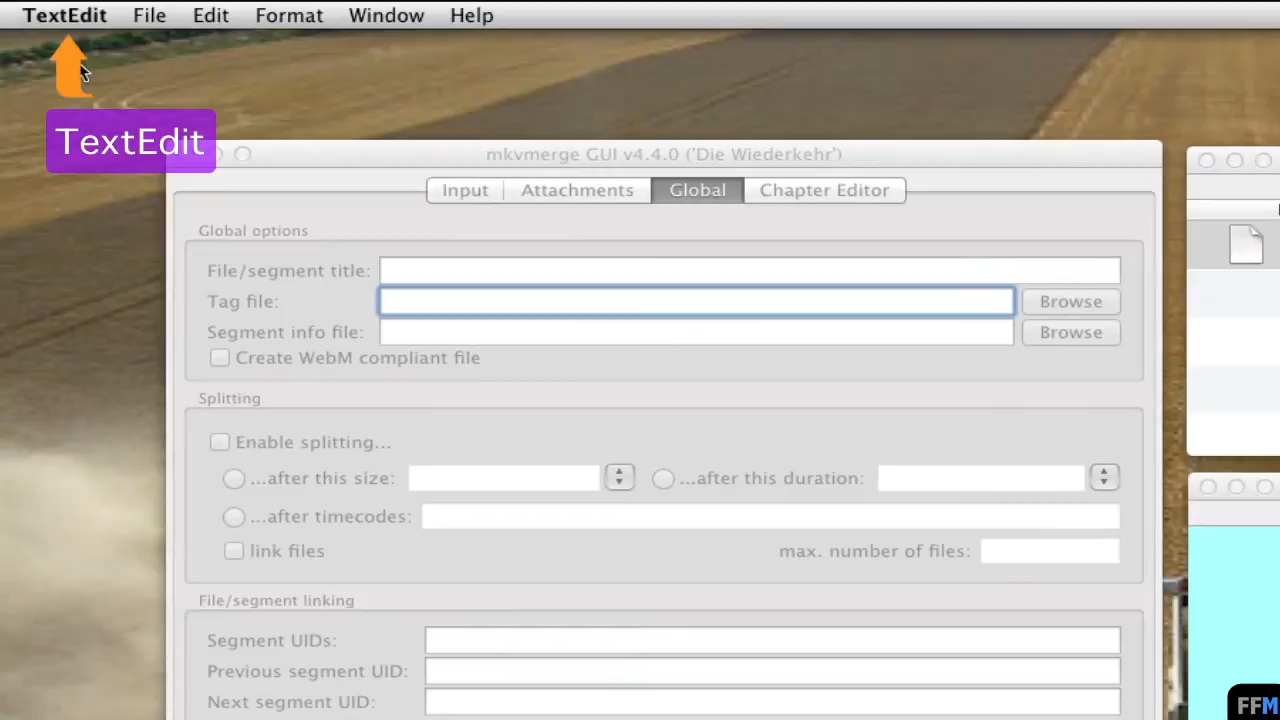 TextEdit File Edit Format Window Help
TextEdit
mkvmerge GUI v4.4.0 ('Die Wiederkehr')
Input Attachments Global Chapter Editor
Global options
File/segment title:
Tag file: Browse
Segment info file: Browse
Create WebM compliant file
Splitting
Enable splitting...
...after this size: ...after this duration:
...after timecodes:
link files max. number of files:
File/segment linking
Segment UIDs:
Previous segment UID:
Next segment UID:
FFM